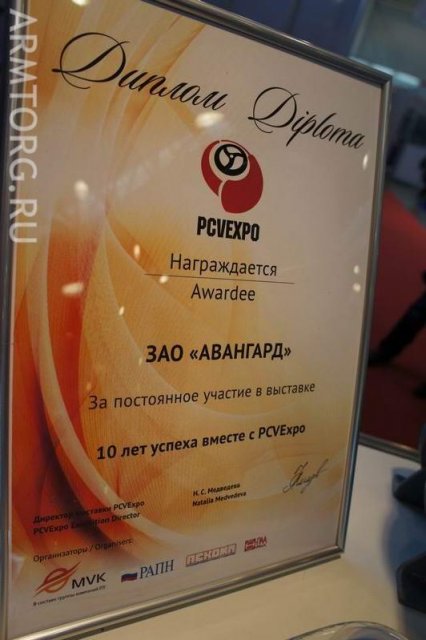 ARMTORG.RU
Диплом Diploma
PCVEXPO
Награждается
Awardee
ЗАО «АВАНГАРД»
За постоянное участие в выставке
10 лет успеха вместе с PCVExpo
Директор выставки PCVExpo
PCVExpo Exhibition Director
Н. С. Медведева
Natalia Medvedeva
Организаторы / Organisers:
MVK
РАПН